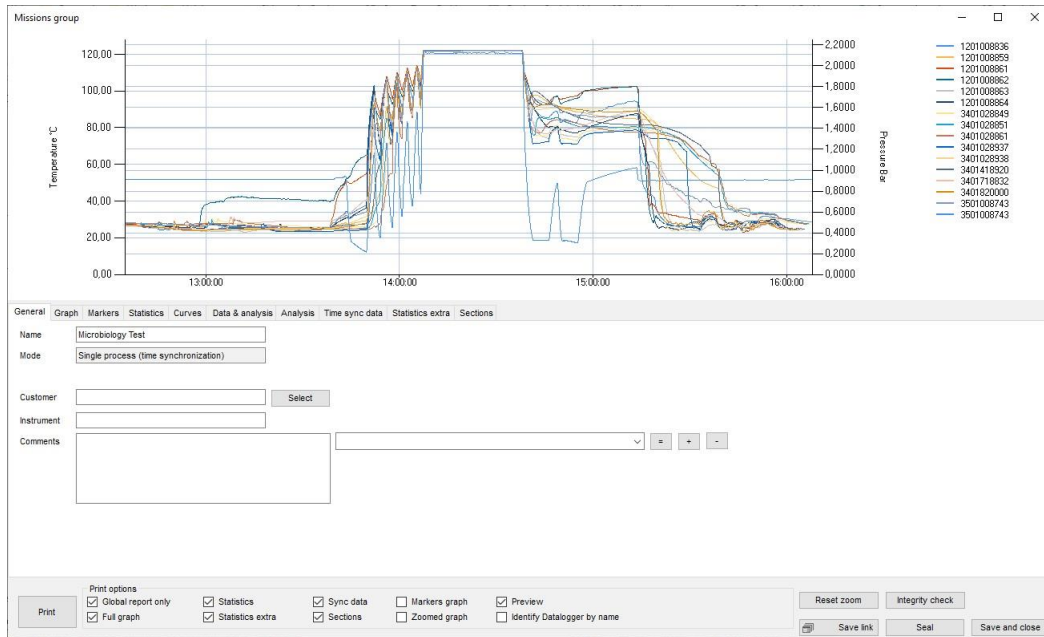 Missions group
120,00
100,00
80,00
60,00
40,00
20,00
0,00
Temperature °C
2,2000
2,0000
1,8000
1,6000
1,4000
1,2000
1,0000
0,8000
0,6000
0,4000
0,2000
0,0000
Pressure Bar
13:00:00 14:00:00 15:00:00 16:00:00
1201008836
1201008859
1201008861
1201008862
1201008863
1201008864
3401028849
3401028851
3401028861
3401028937
3401028938
3401418920
3401718832
3401820000
3501008743
3501008743
General Graph Markers Statistics Curves Data & analysis Analysis Time sync data Statistics extra Sections
Name Microbiology Test
Mode Single process (time synchronization)
Customer Select
Instrument
Comments = + -
Print options
Print
Global report only Statistics Sync data Markers graph Preview
Full graph Statistics extra Sections Zoomed graph Identify Datalogger by name
Reset zoom Integrity check
Save link Seal Save and close